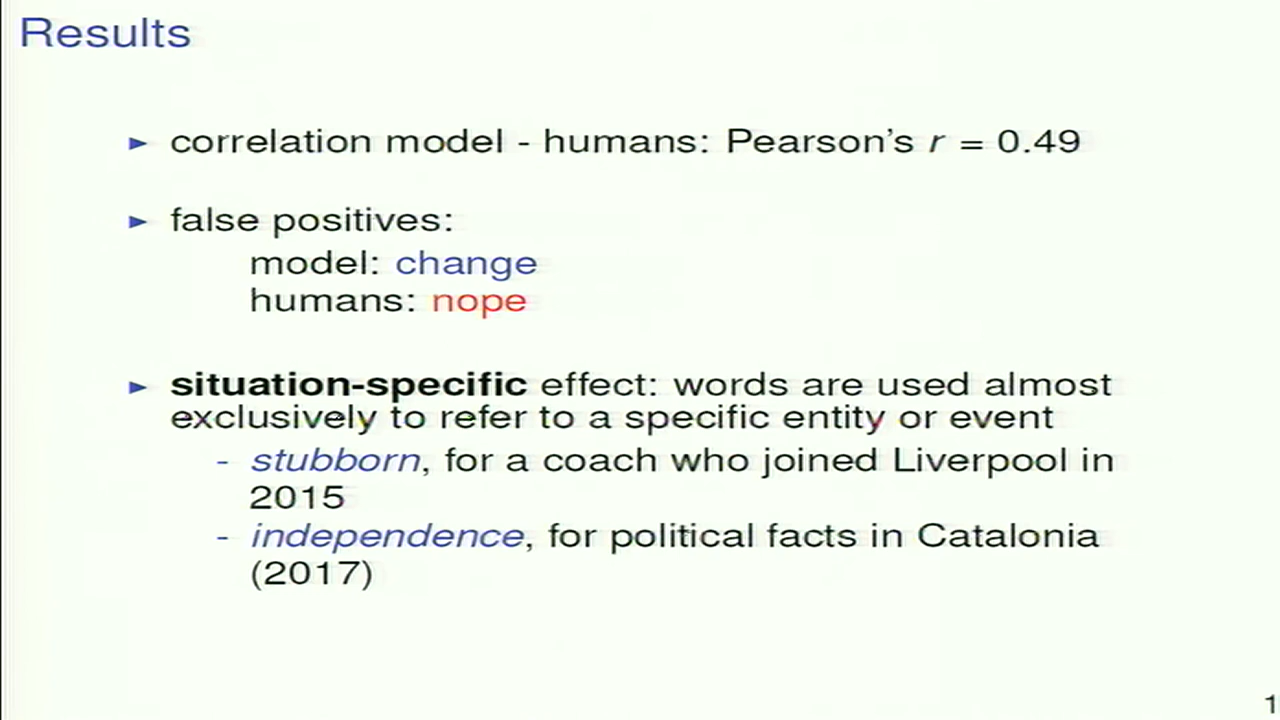 Results
► correlation model - humans: Pearson's r = 0.49
► false positives:
model: change
humans: nope
► situation-specific effect: words are used almost
exclusively to refer to a specific entity or event
- stubborn, for a coach who joined Liverpool in
2015
- independence, for political facts in Catalonia
(2017)
1